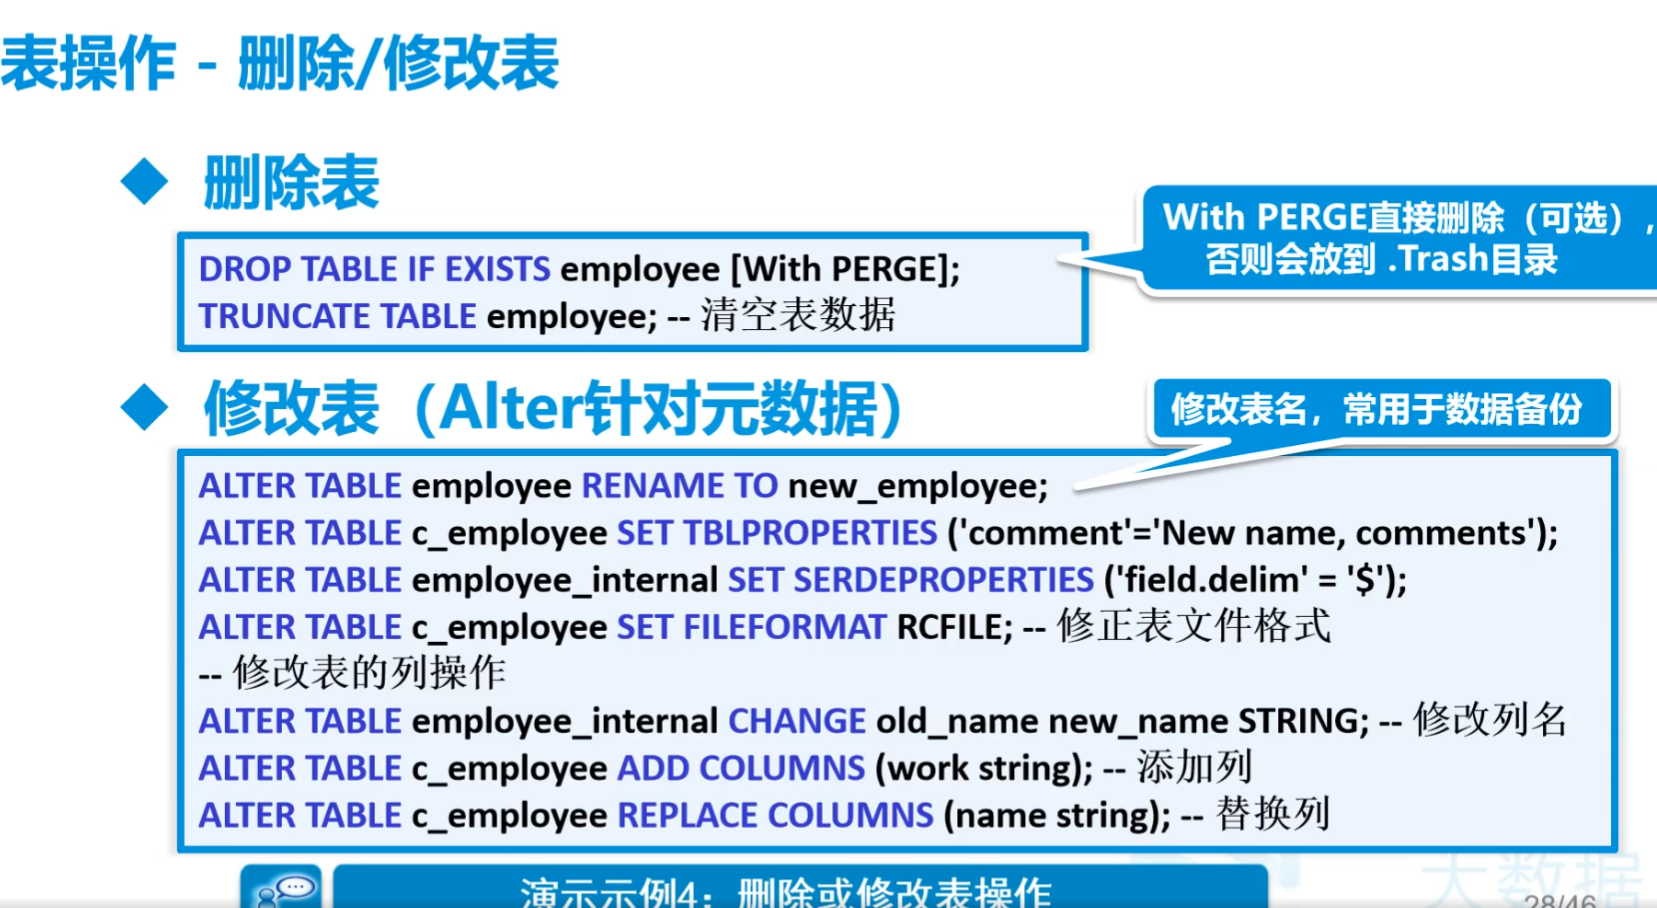 表操作 - 删除/修改表
删除表
With PERGE直接删除（可选），
否则会放到 .Trash目录
DROP TABLE IF EXISTS employee [With PERGE];
TRUNCATE TABLE employee; -- 清空表数据
修改表（Alter针对元数据）
修改表名，常用于数据备份
ALTER TABLE employee RENAME TO new_employee;
ALTER TABLE c_employee SET TBLPROPERTIES ('comment'='New name, comments');
ALTER TABLE employee_internal SET SERDEPROPERTIES ('field.delim' = '$');
ALTER TABLE c_employee SET FILEFORMAT RCFILE; -- 修正表文件格式
-- 修改表的列操作
ALTER TABLE employee_internal CHANGE old_name new_name STRING; -- 修改列名
ALTER TABLE c_employee ADD COLUMNS (work string); -- 添加列
ALTER TABLE c_employee REPLACE COLUMNS (name string); -- 替换列
演示示例4：删除或修改表操作
大数据
28/46